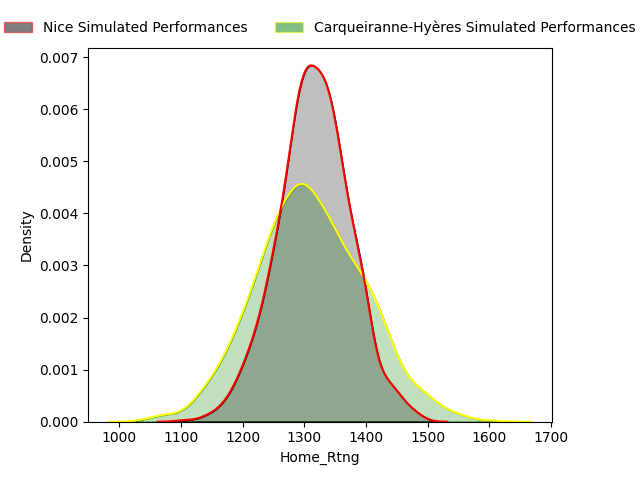 Nice Simulated Performances Carqueiranne-Hyères Simulated Performances
0.007
0.006
0.005
0.004
0.003
0.002
0.001
0.000
Density
1000 1100 1200 1300 1400 1500 1600 1700
Home_Rtng